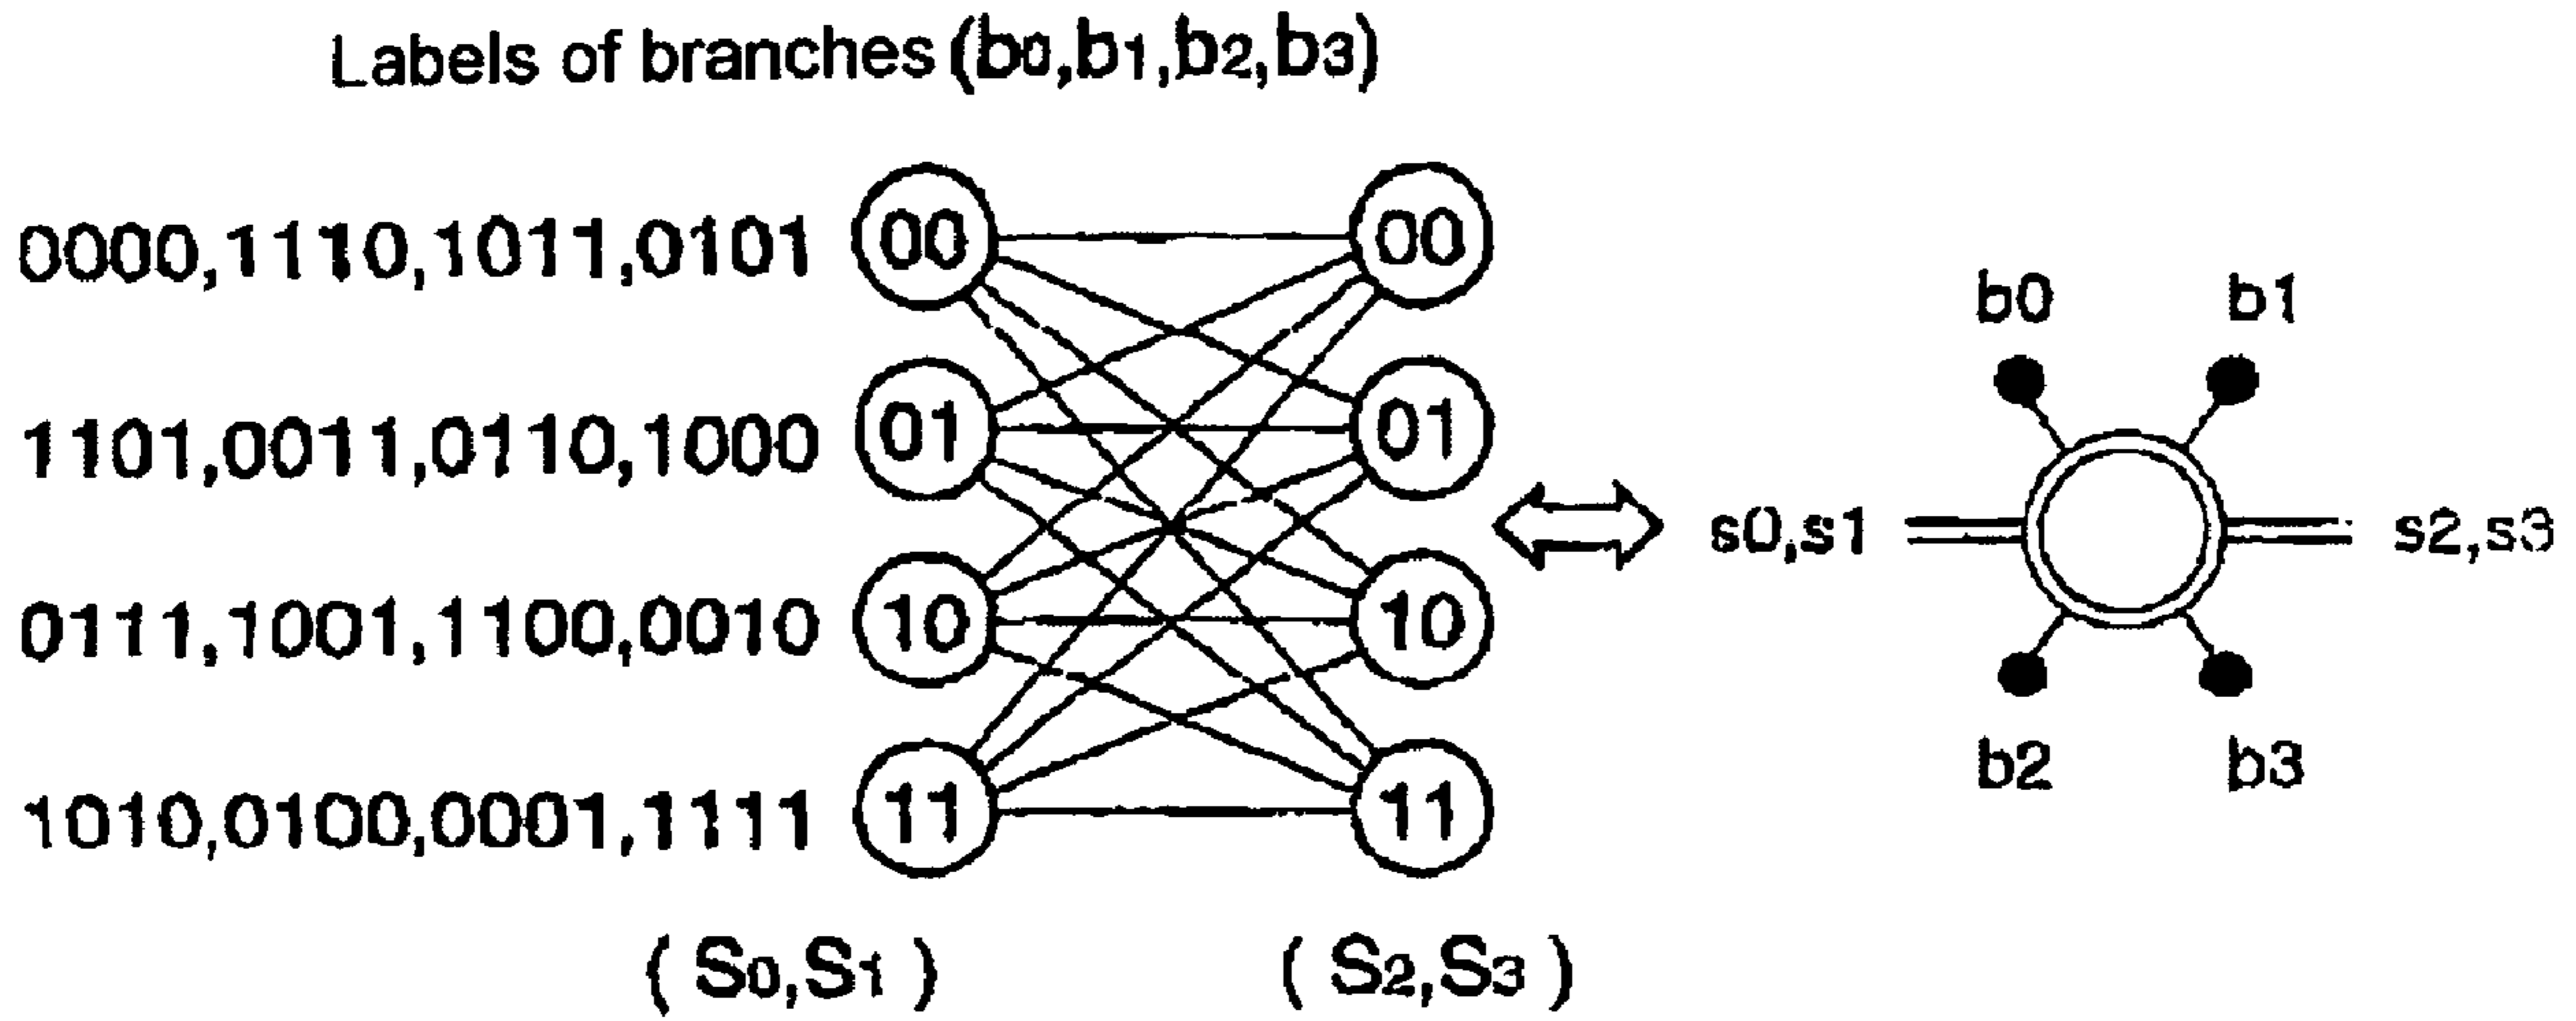 Labels of branches (b0,b1,b2,b3)
0000,1110,1011,0101
00
00
1101,0011,0110,1000
01
01
0111,1001,1100,0010
10
10
1010,0100,0001,1111
11
11
( S0,S1 )
( S2,S3 )
b0
b1
s0,s1
s2,s3
b2
b3